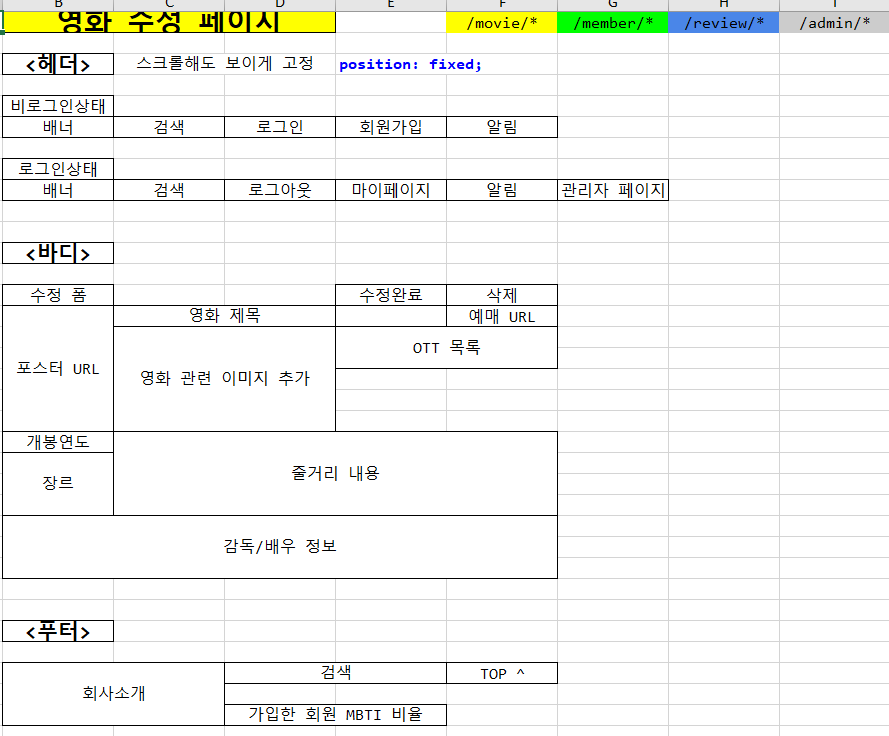 B C D E F G H I
영화 수정 페이지 /movie/* /member/* /review/* /admin/*
<헤더> 스크롤해도 보이게 고정 position: fixed;
비로그인상태
배너 검색 로그인 회원가입 알림
로그인상태
배너 검색 로그아웃 마이페이지 알림 관리자 페이지
<바디>
수정 폼 수정완료 삭제
영화 제목 예매 URL
OTT 목록
포스터 URL 영화 관련 이미지 추가
개봉연도
줄거리 내용
장르
감독/배우 정보
<푸터>
검색 TOP ^
회사소개
가입한 회원 MBTI 비율